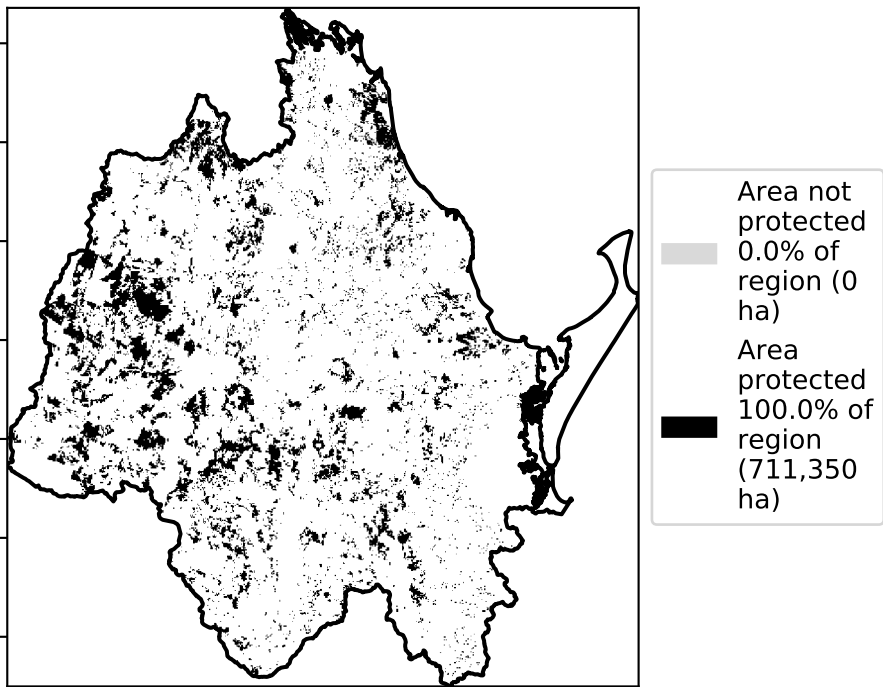 Area not
protected
0.0% of
region (0
ha)
Area
protected
100.0% of
region
(711,350
ha)